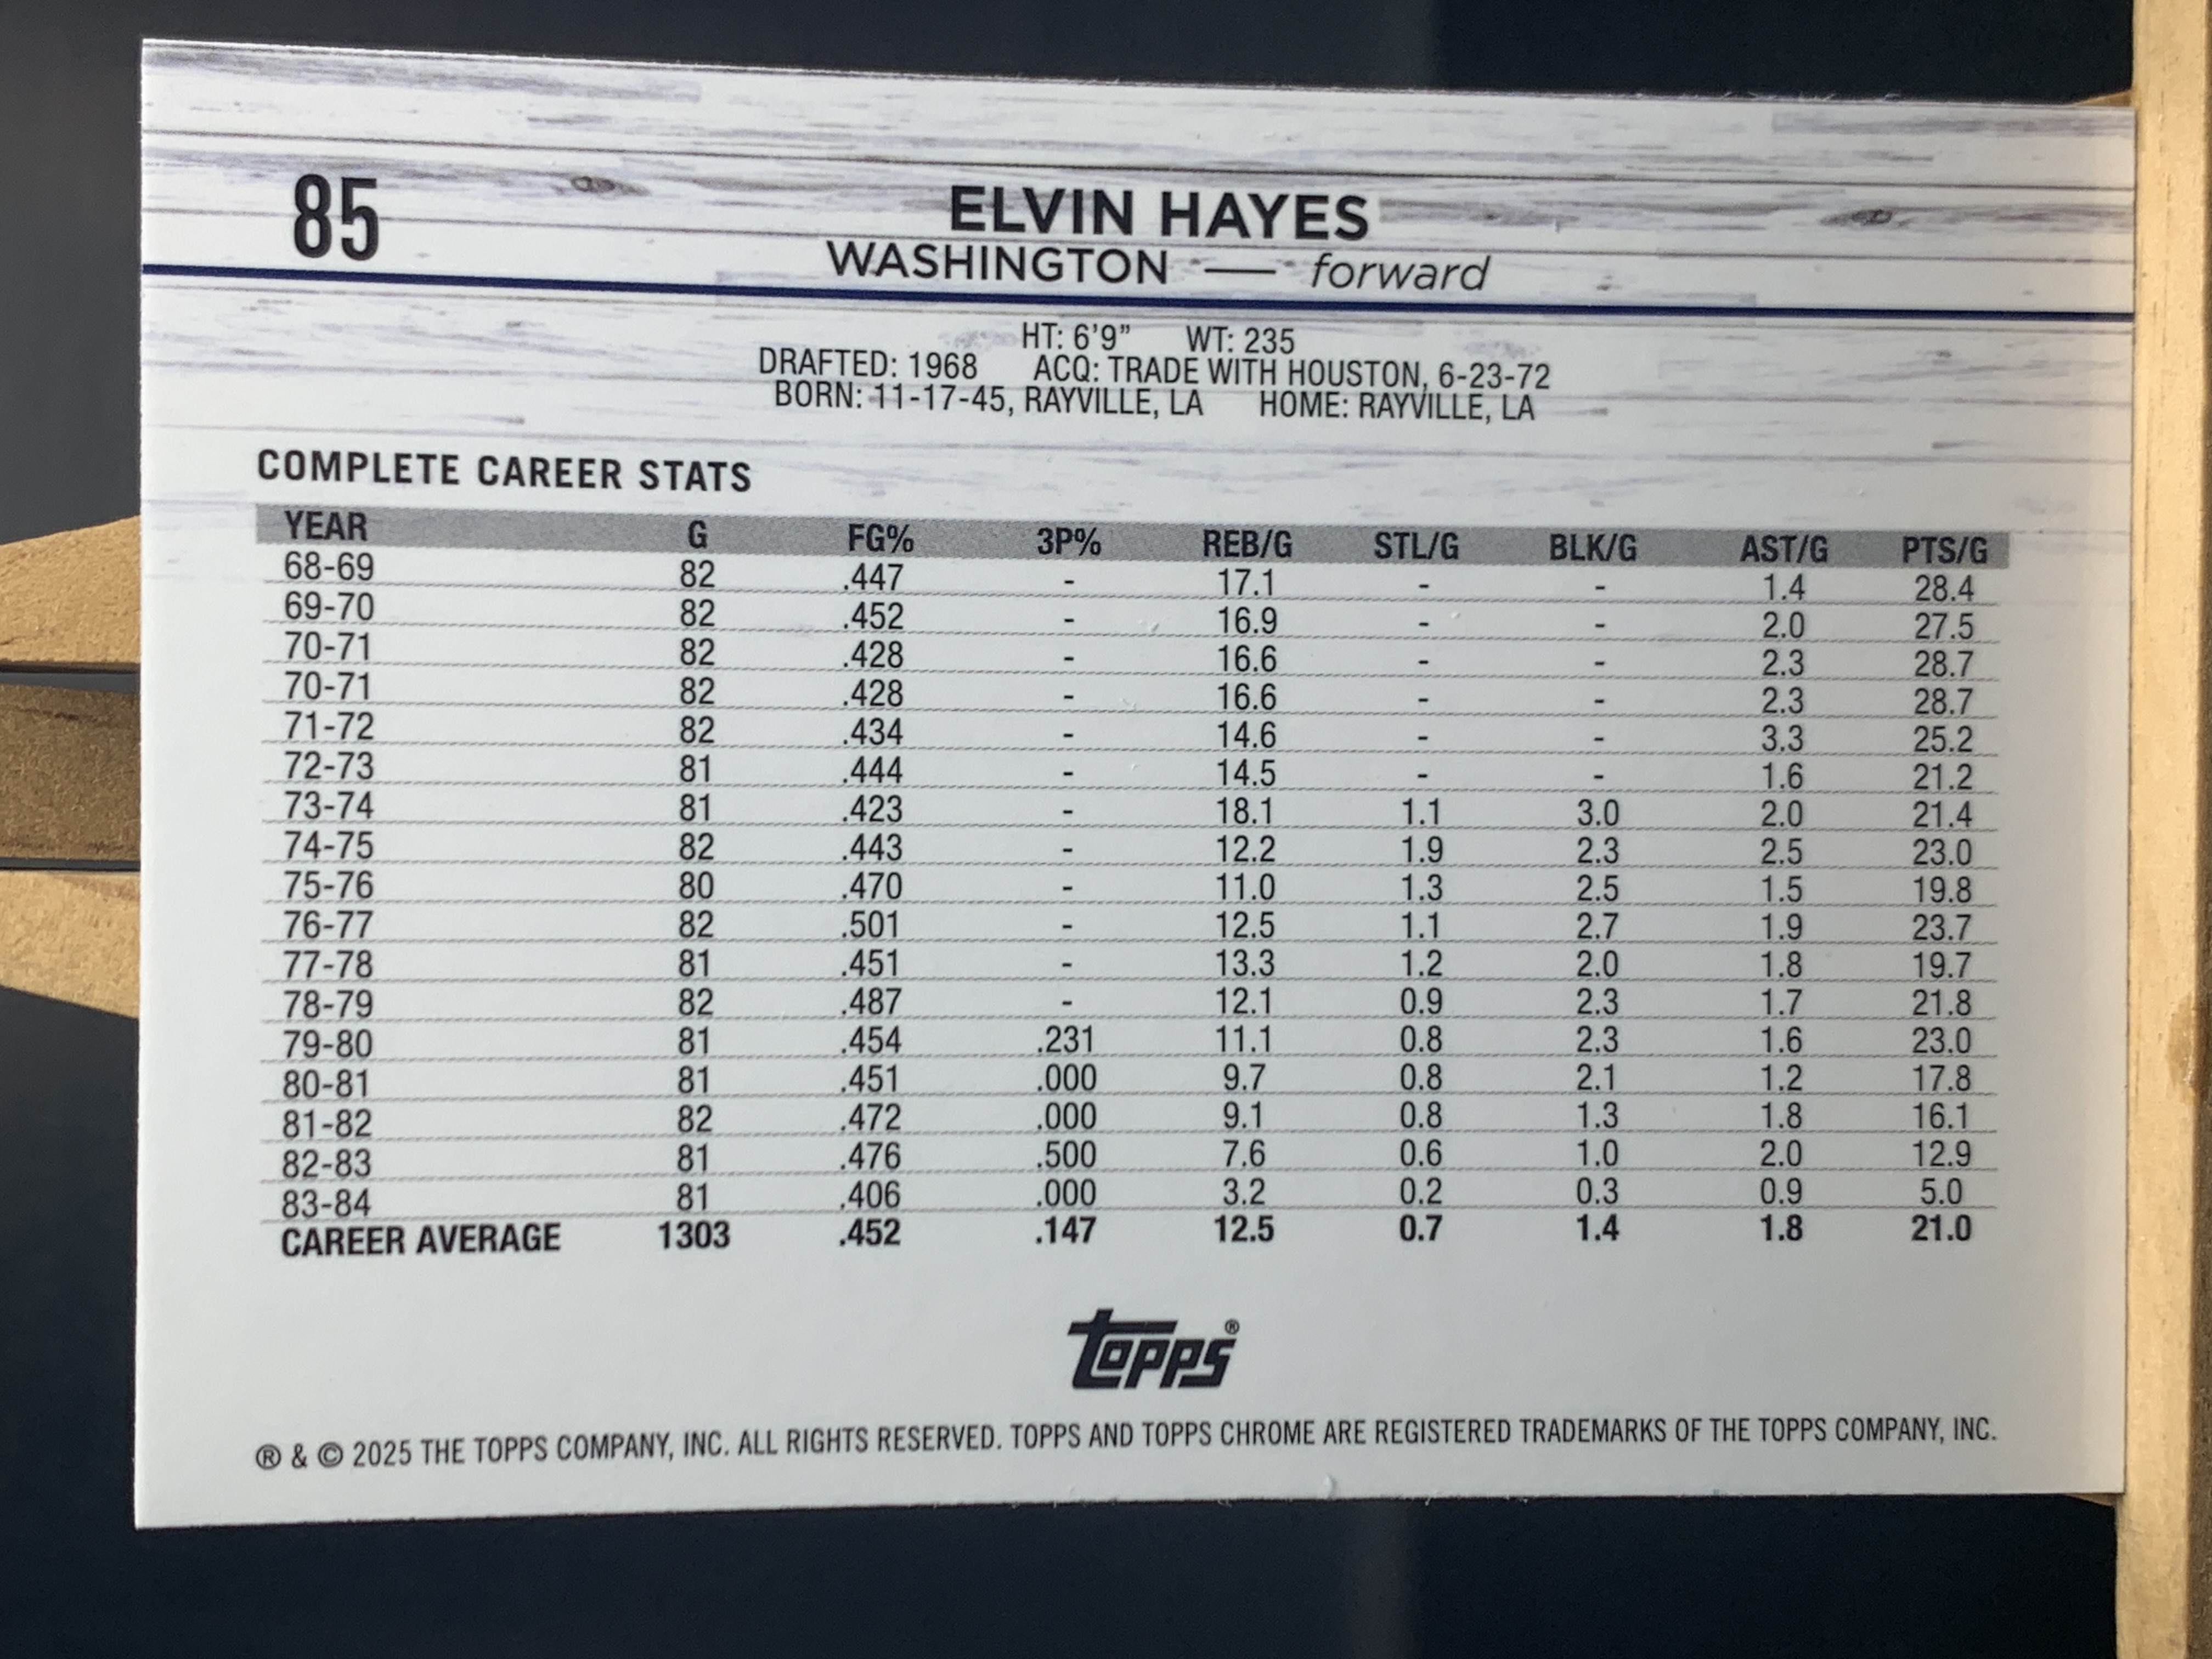 85
ELVIN HAYES
WASHINGTON — forward
HT: 6'9" WT: 235
DRAFTED: 1968 ACQ: TRADE WITH HOUSTON, 6-23-72
BORN: 11-17-45, RAYVILLE, LA HOME: RAYVILLE, LA
COMPLETE CAREER STATS
YEAR G FG% 3P% REB/G STL/G BLK/G AST/G PTS/G
68-69 82 .447 - 17.1 - - 1.4 28.4
69-70 82 .452 - 16.9 - - 2.0 27.5
70-71 82 .428 - 16.6 - - 2.3 28.7
70-71 82 .428 - 16.6 - - 2.3 28.7
71-72 82 .434 - 14.6 - - 3.3 25.2
72-73 81 .444 - 14.5 - - 1.6 21.2
73-74 81 .423 - 18.1 1.1 3.0 2.0 21.4
74-75 82 .443 - 12.2 1.9 2.3 2.5 23.0
75-76 80 .470 - 11.0 1.3 2.5 1.5 19.8
76-77 82 .501 - 12.5 1.1 2.7 1.9 23.7
77-78 81 .451 - 13.3 1.2 2.0 1.8 19.7
78-79 82 .487 - 12.1 0.9 2.3 1.7 21.8
79-80 81 .454 .231 11.1 0.8 2.3 1.6 23.0
80-81 81 .451 .000 9.7 0.8 2.1 1.2 17.8
81-82 82 .472 .000 9.1 0.8 1.3 1.8 16.1
82-83 81 .476 .500 7.6 0.6 1.0 2.0 12.9
83-84 81 .406 .000 3.2 0.2 0.3 0.9 5.0
CAREER AVERAGE 1303 .452 .147 12.5 0.7 1.4 1.8 21.0
topps®
® & © 2025 THE TOPPS COMPANY, INC. ALL RIGHTS RESERVED. TOPPS AND TOPPS CHROME ARE REGISTERED TRADEMARKS OF THE TOPPS COMPANY, INC.